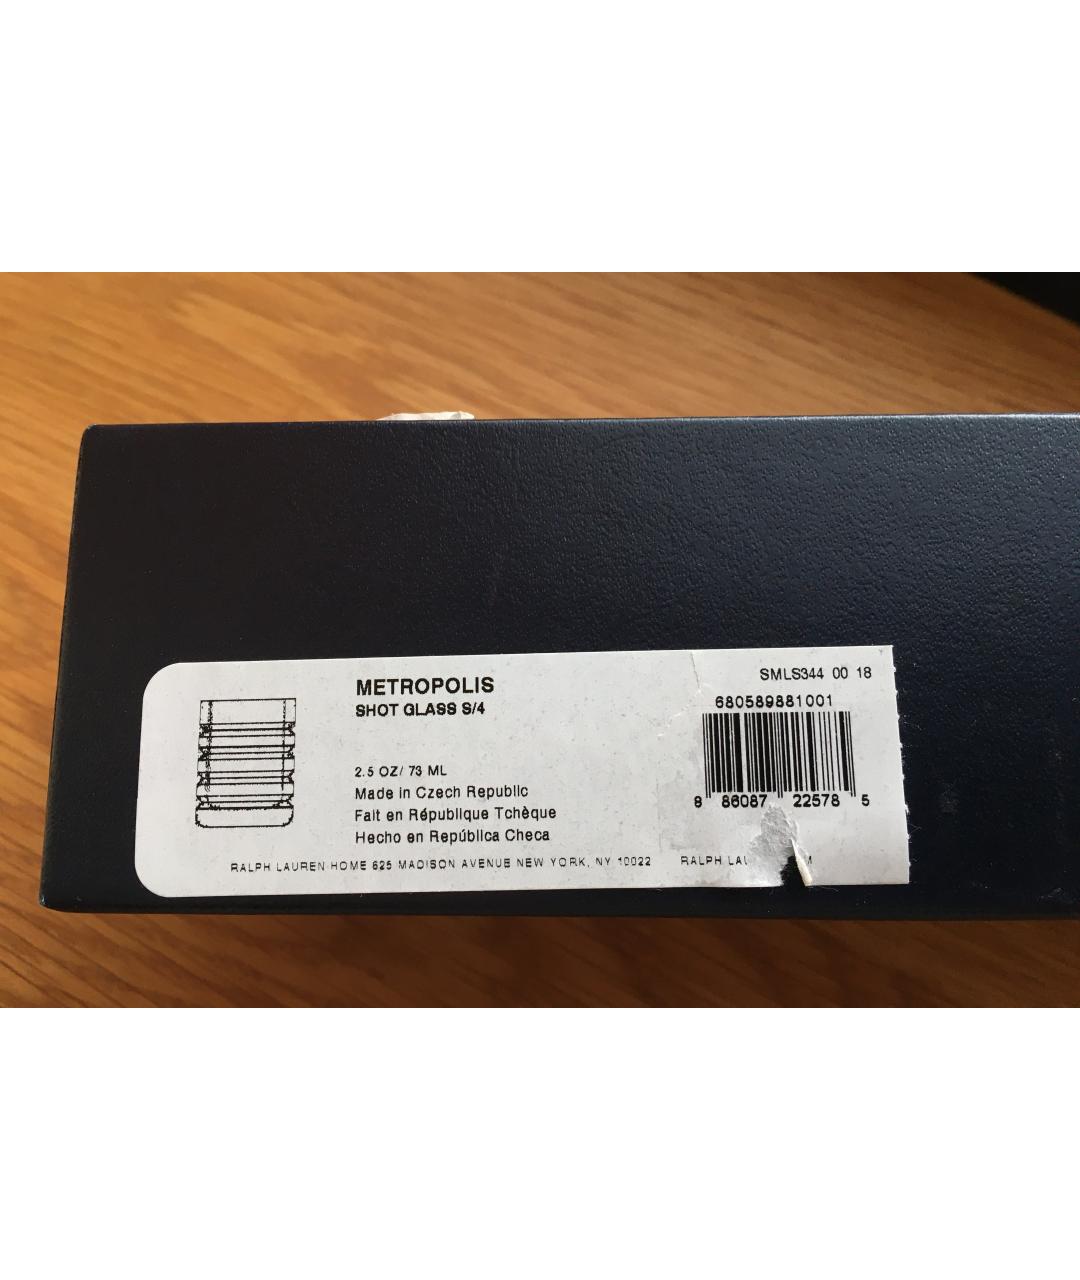 METROPOLIS
SHOT GLASS S/4
2.5 OZ/ 73 ML
Made in Czech Republic
Fait en République Tchèque
Hecho en República Checa
RALPH LAUREN HOME 625 MADISON AVENUE NEW YORK, NY 10022 RALPH
SMLS344 00 18
680589881001
8 86087 22578 5